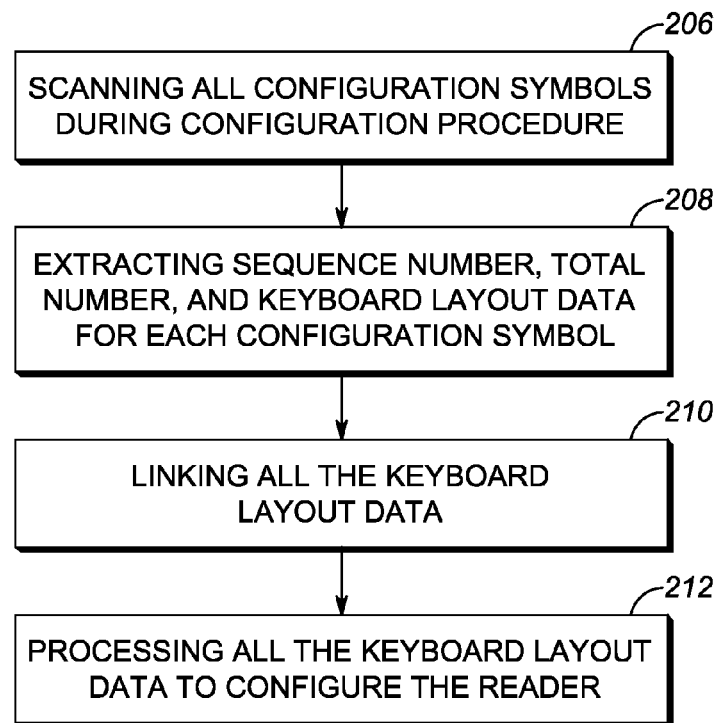 206
SCANNING ALL CONFIGURATION SYMBOLS
DURING CONFIGURATION PROCEDURE
208
EXTRACTING SEQUENCE NUMBER, TOTAL
NUMBER, AND KEYBOARD LAYOUT DATA
FOR EACH CONFIGURATION SYMBOL
210
LINKING ALL THE KEYBOARD
LAYOUT DATA
212
PROCESSING ALL THE KEYBOARD LAYOUT
DATA TO CONFIGURE THE READER